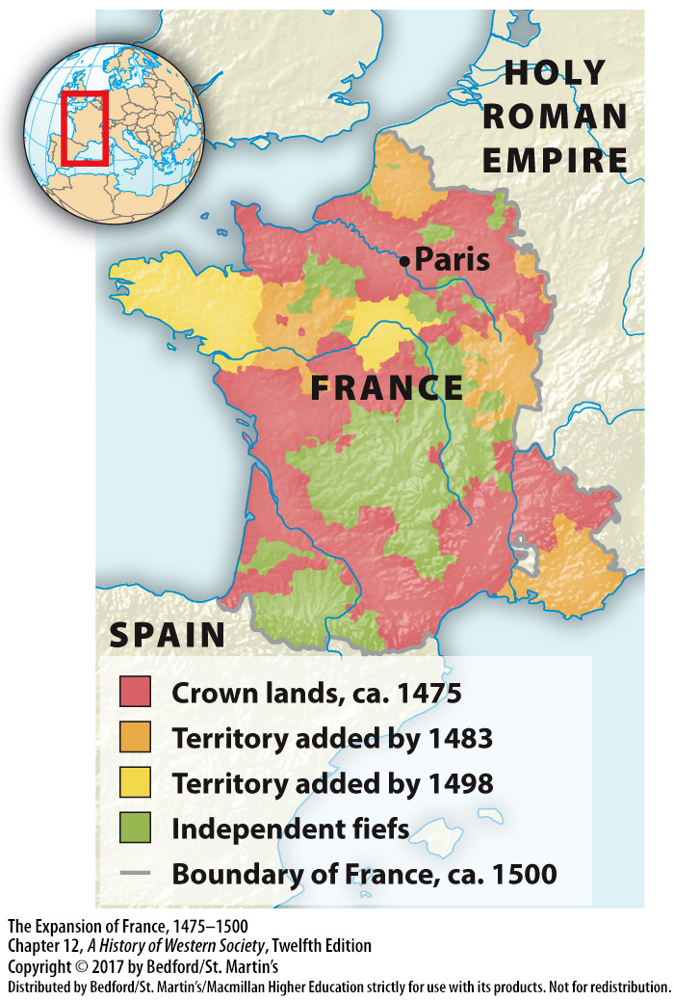 HOLY
ROMAN
EMPIRE
Paris
FRANCE
SPAIN
Crown lands, ca. 1475
Territory added by 1483
Territory added by 1498
Independent fiefs
Boundary of France, ca. 1500
The Expansion of France, 1475–1500
Chapter 12, A History of Western Society, Twelfth Edition
Copyright © 2017 by Bedford/St. Martin's
Distributed by Bedford/St. Martin's/Macmillan Higher Education strictly for use with its products. Not for redistribution.